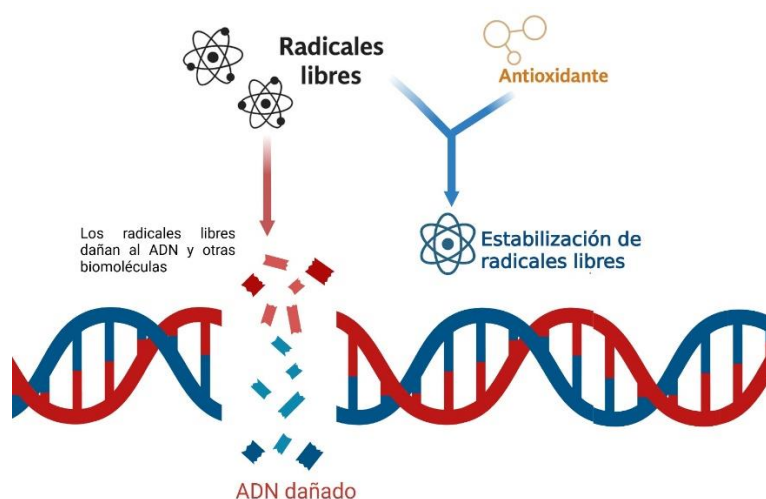 Radicales
libres
Antioxidante
Los radicales libres
dañan al ADN y otras
biomoléculas
Estabilización de
radicales libres
ADN dañado